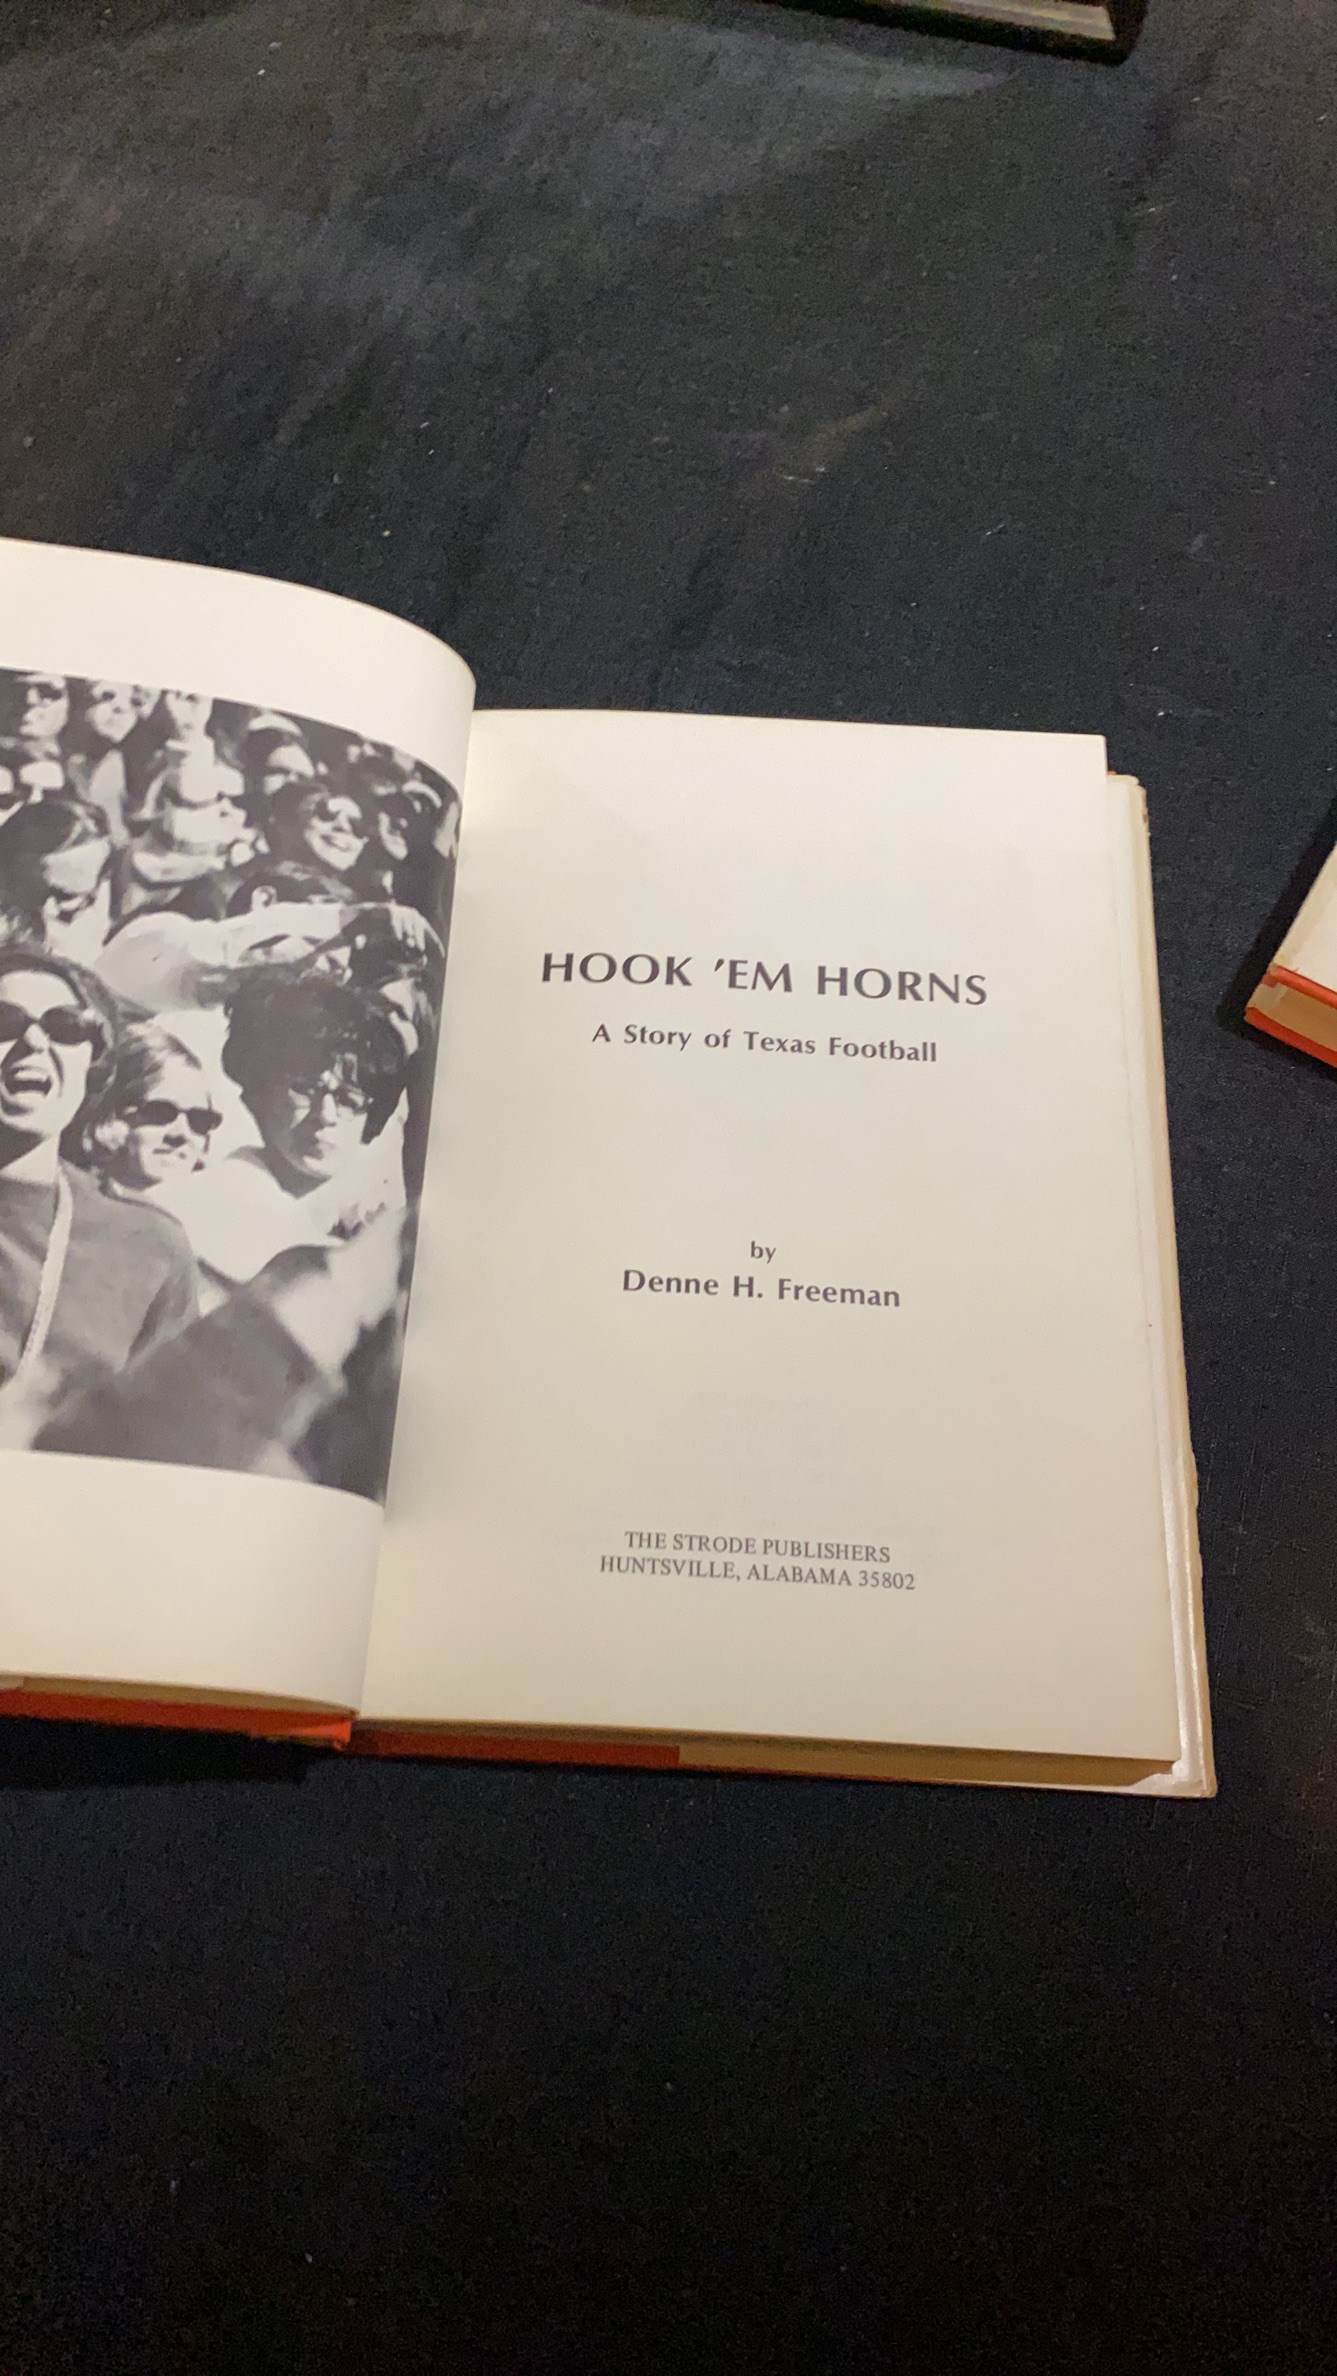 HOOK 'EM HORNS
A Story of Texas Football
by
Denne H. Freeman
THE STRODE PUBLISHERS
HUNTSVILLE, ALABAMA 35802